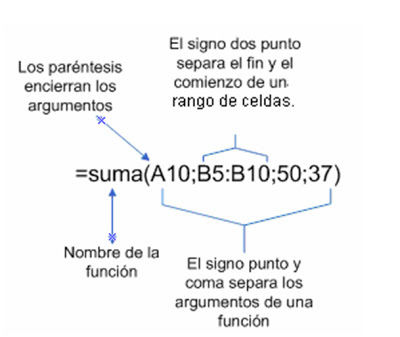 El signo dos punto
separa el fin y el
comienzo de un
rango de celdas.
Los paréntesis
encierran los
argumentos
=suma(A10;B5:B10;50;37)
Nombre de la
función
El signo punto y
coma separa los
argumentos de una
función